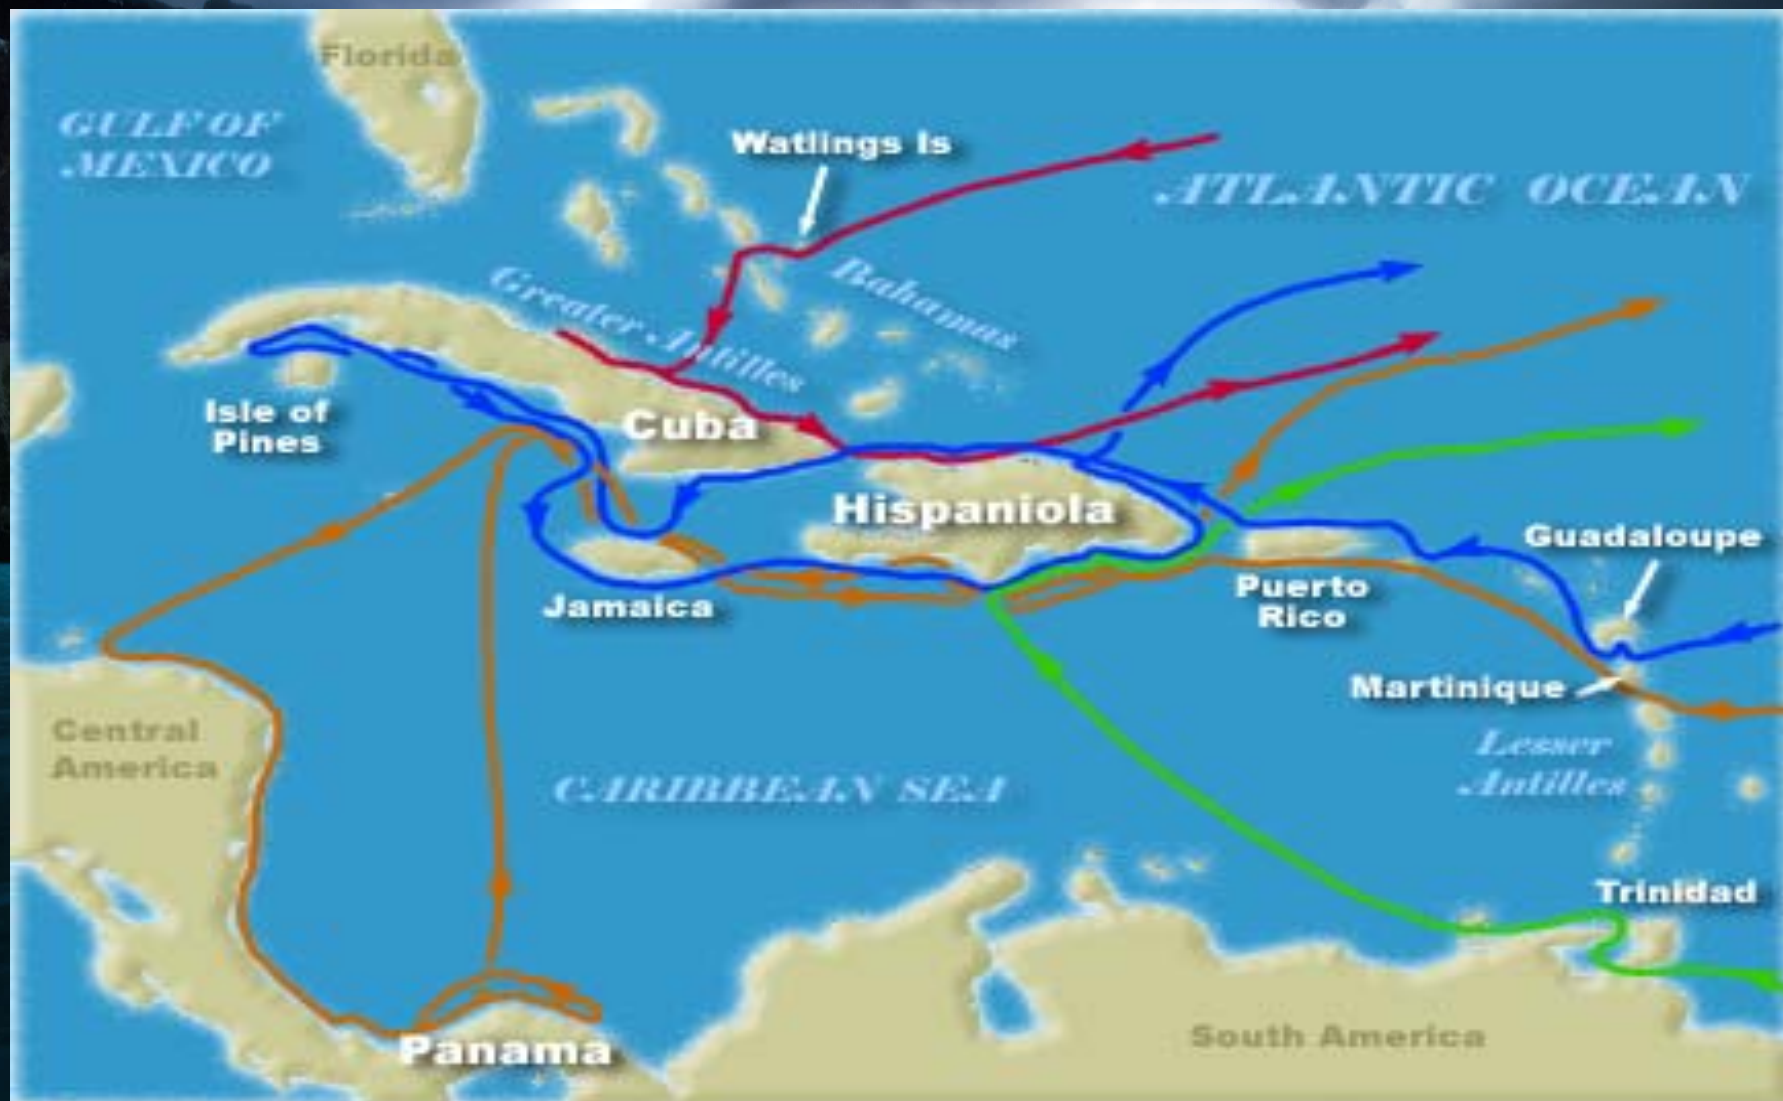 Florida
GULF OF
MEXICO
Watlings Is
ATLANTIC OCEAN
Bahamas
Greater Antilles
Isle of
Pines
Cuba
Hispaniola
Guadaloupe
Jamaica
Puerto
Rico
Martinique
Central
America
Lesser
Antilles
CARIBBEAN SEA
Trinidad
South America
Panama